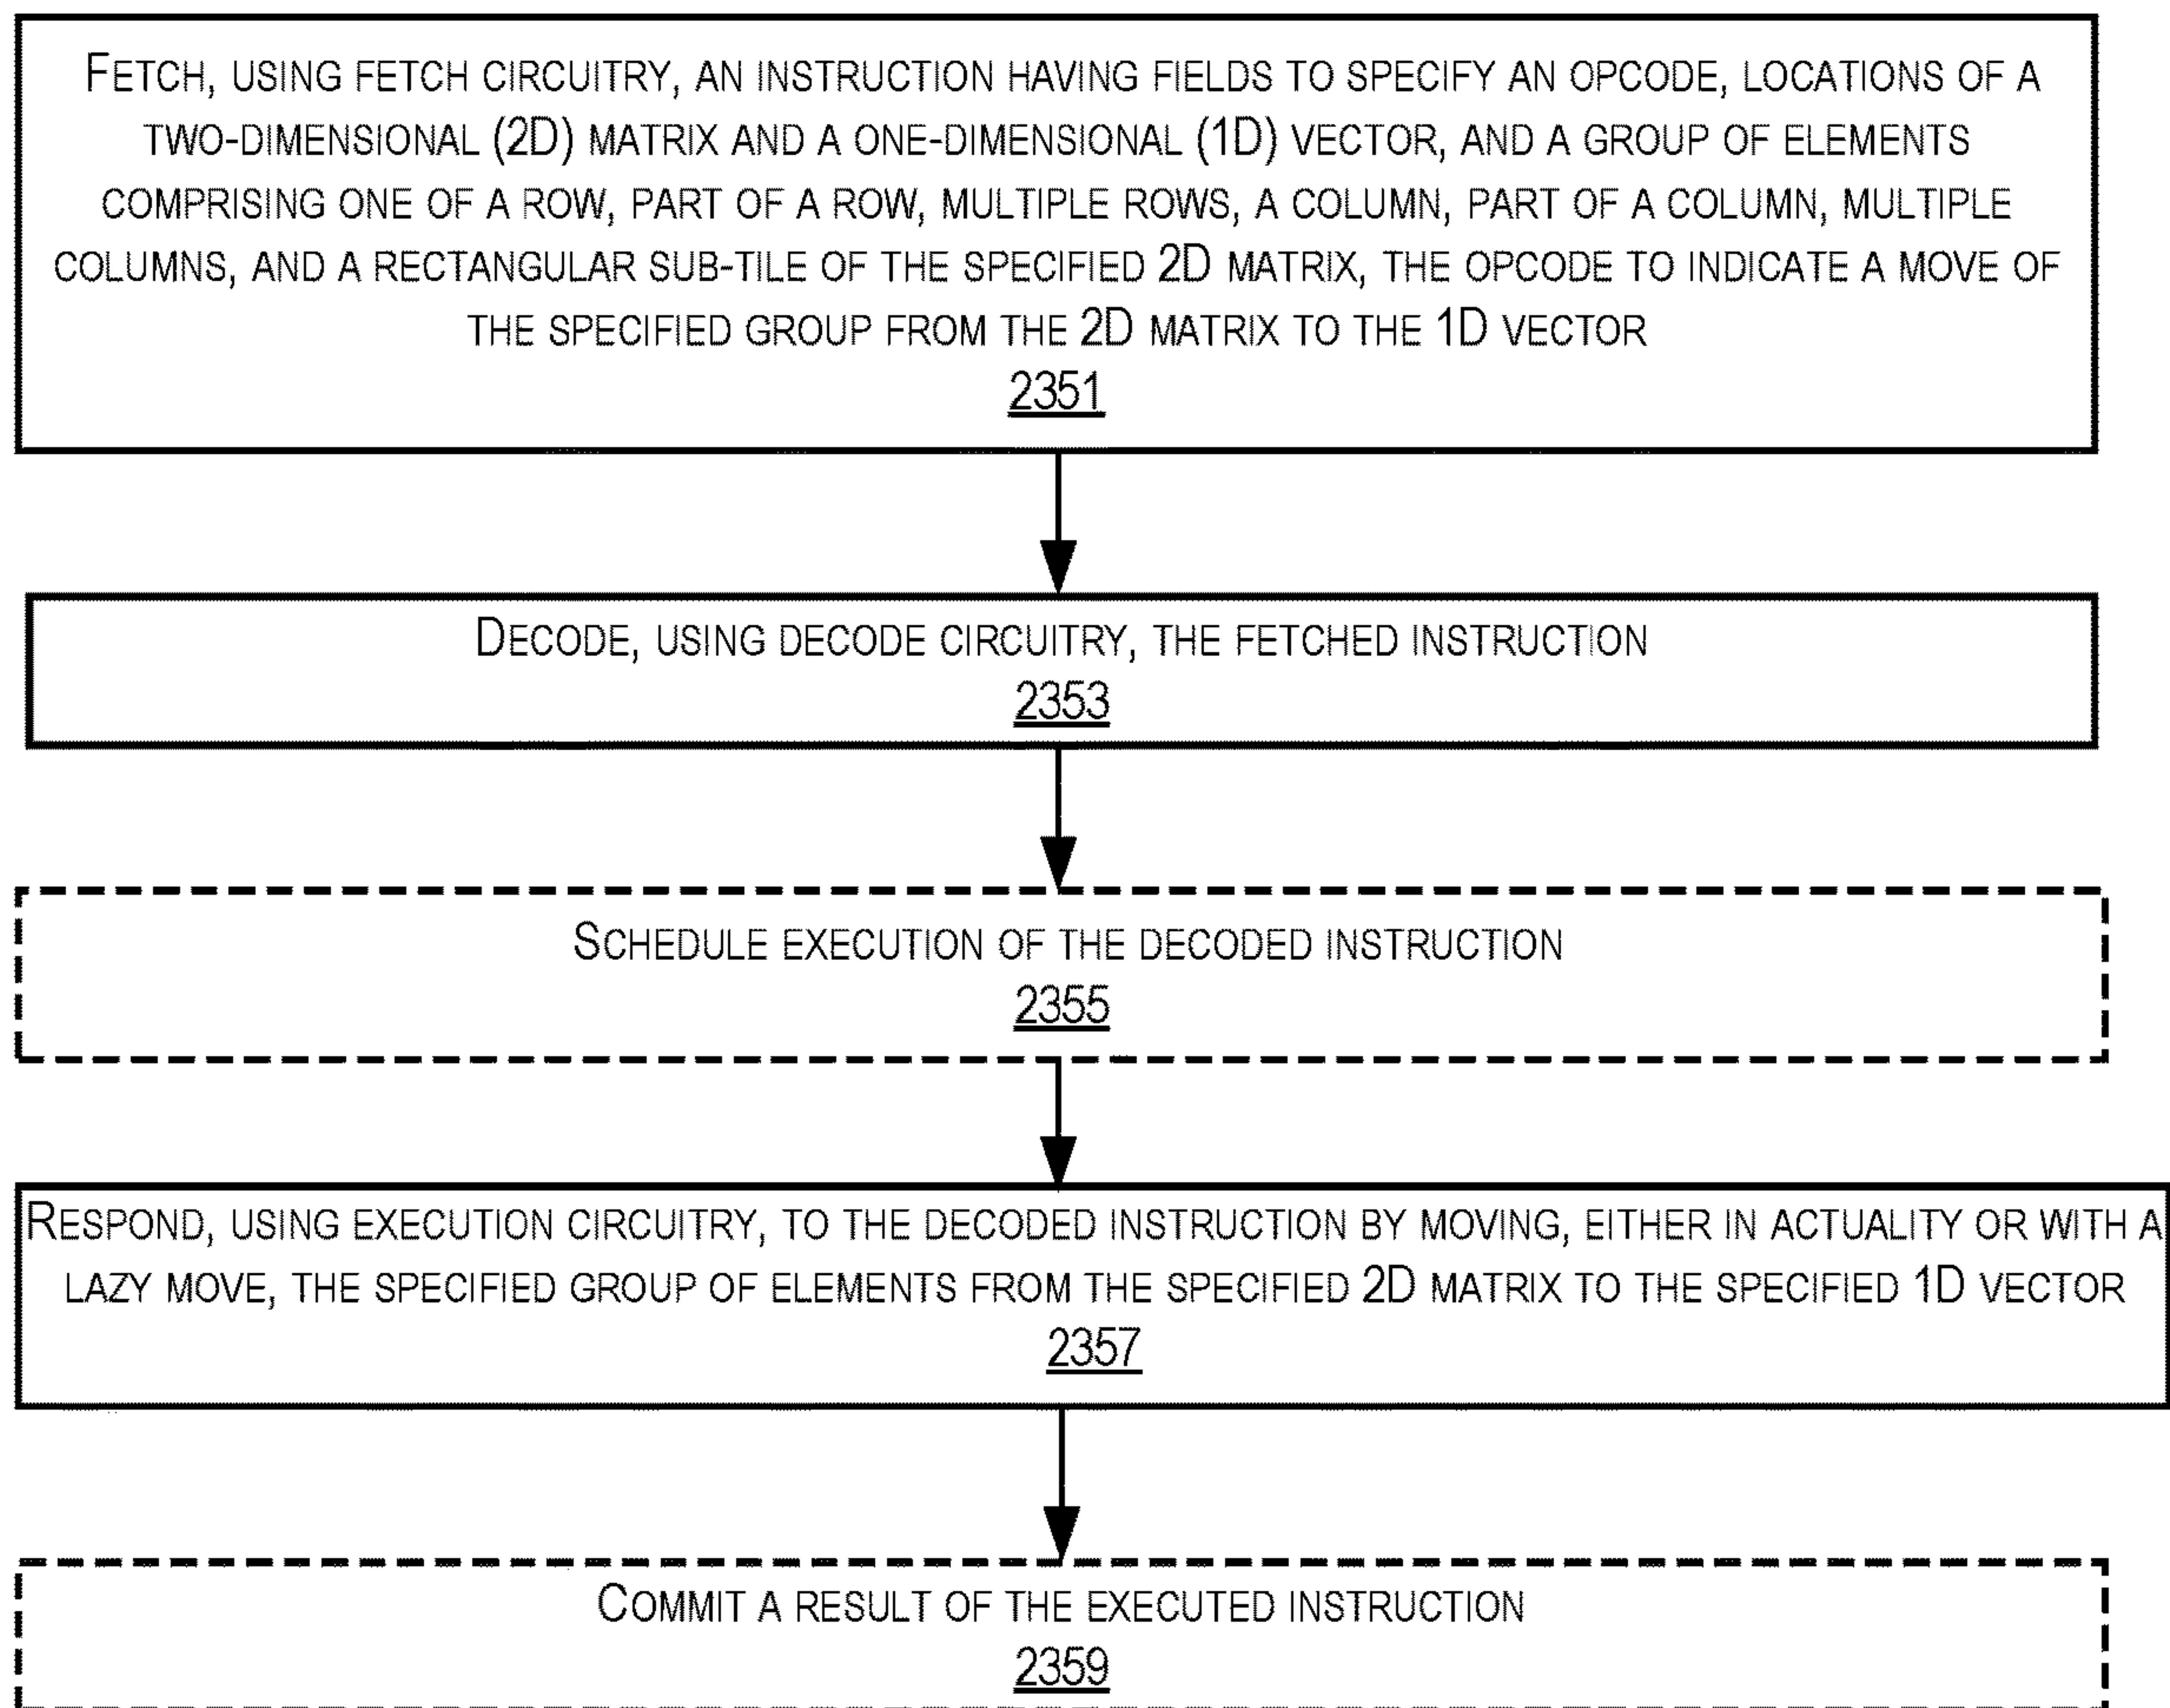 FETCH, USING FETCH CIRCUITRY, AN INSTRUCTION HAVING FIELDS TO SPECIFY AN OPCODE, LOCATIONS OF A
TWO-DIMENSIONAL (2D) MATRIX AND A ONE-DIMENSIONAL (1D) VECTOR, AND A GROUP OF ELEMENTS
COMPRISING ONE OF A ROW, PART OF A ROW, MULTIPLE ROWS, A COLUMN, PART OF A COLUMN, MULTIPLE
COLUMNS, AND A RECTANGULAR SUB-TILE OF THE SPECIFIED 2D MATRIX, THE OPCODE TO INDICATE A MOVE OF
THE SPECIFIED GROUP FROM THE 2D MATRIX TO THE 1D VECTOR
2351
DECODE, USING DECODE CIRCUITRY, THE FETCHED INSTRUCTION
2353
SCHEDULE EXECUTION OF THE DECODED INSTRUCTION
2355
RESPOND, USING EXECUTION CIRCUITRY, TO THE DECODED INSTRUCTION BY MOVING, EITHER IN ACTUALITY OR WITH A
LAZY MOVE, THE SPECIFIED GROUP OF ELEMENTS FROM THE SPECIFIED 2D MATRIX TO THE SPECIFIED 1D VECTOR
2357
COMMIT A RESULT OF THE EXECUTED INSTRUCTION
2359